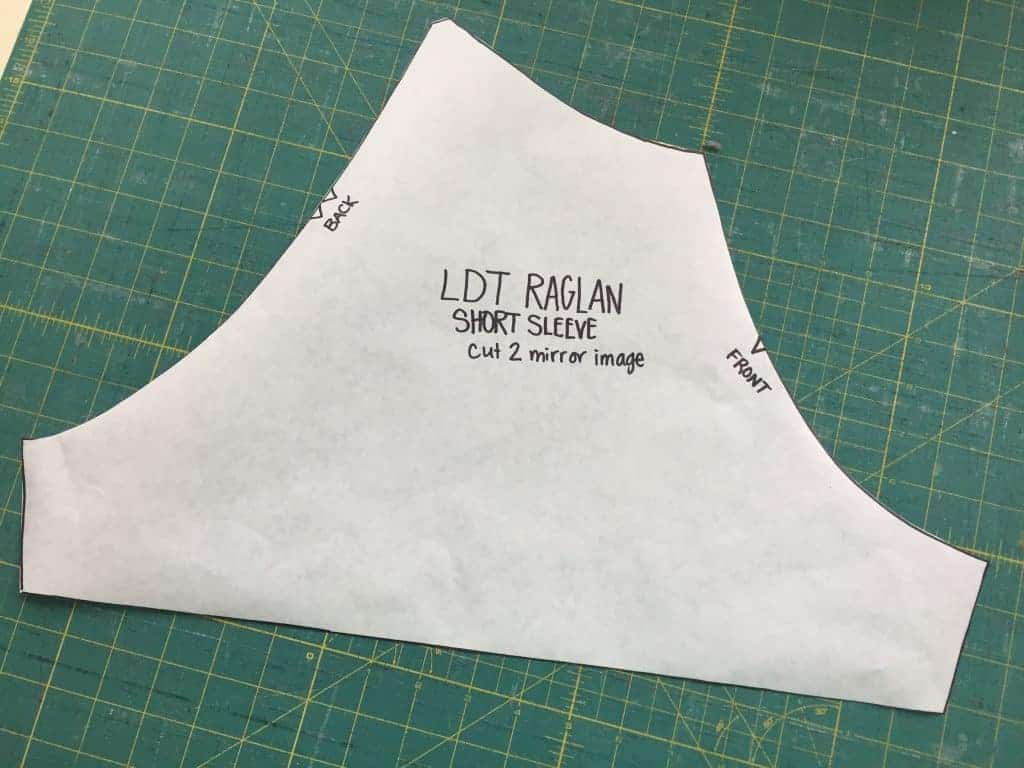 BACK
LDT RAGLAN
SHORT SLEEVE
cut 2 mirror image
FRONT